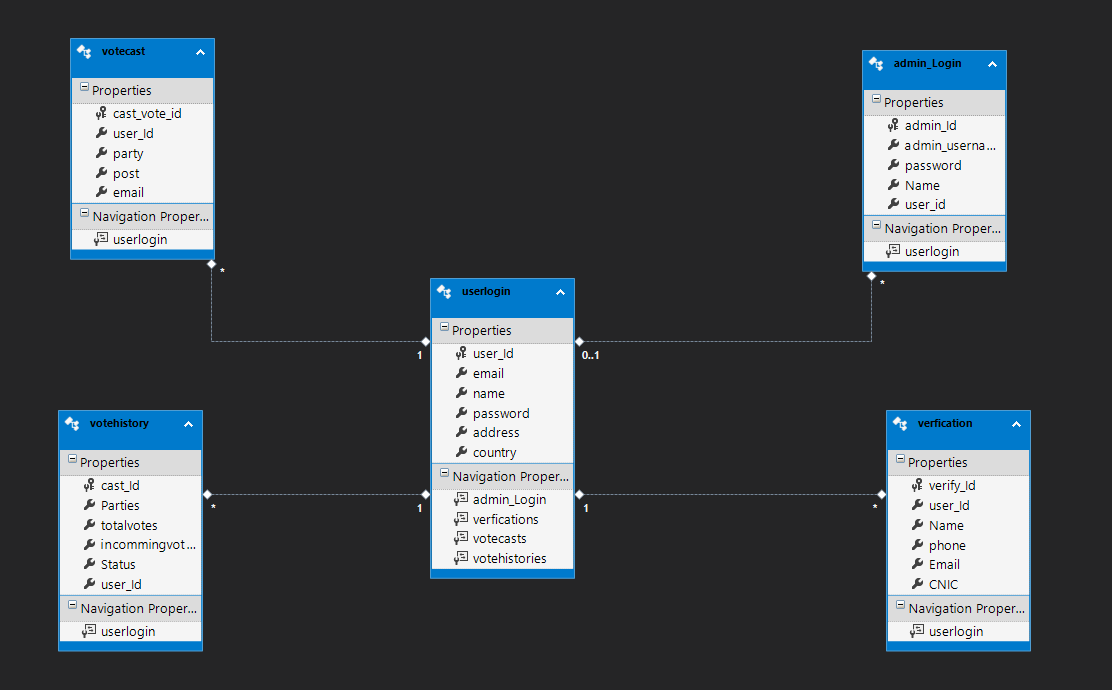 votecast
Properties
cast_vote_id
user_Id
party
post
email
Navigation Proper...
userlogin
*
admin_Login
Properties
admin_Id
admin_userna...
password
Name
user_id
Navigation Proper...
userlogin
*
userlogin
Properties
user_Id
email
name
password
address
country
Navigation Proper...
admin_Login
verfications
votecasts
votehistories
1
0..1
1
1
votehistory
Properties
cast_Id
Parties
totalvotes
incommingvot...
Status
user_Id
Navigation Proper...
userlogin
*
verfication
Properties
verify_Id
user_Id
Name
phone
Email
CNIC
Navigation Proper...
userlogin
*